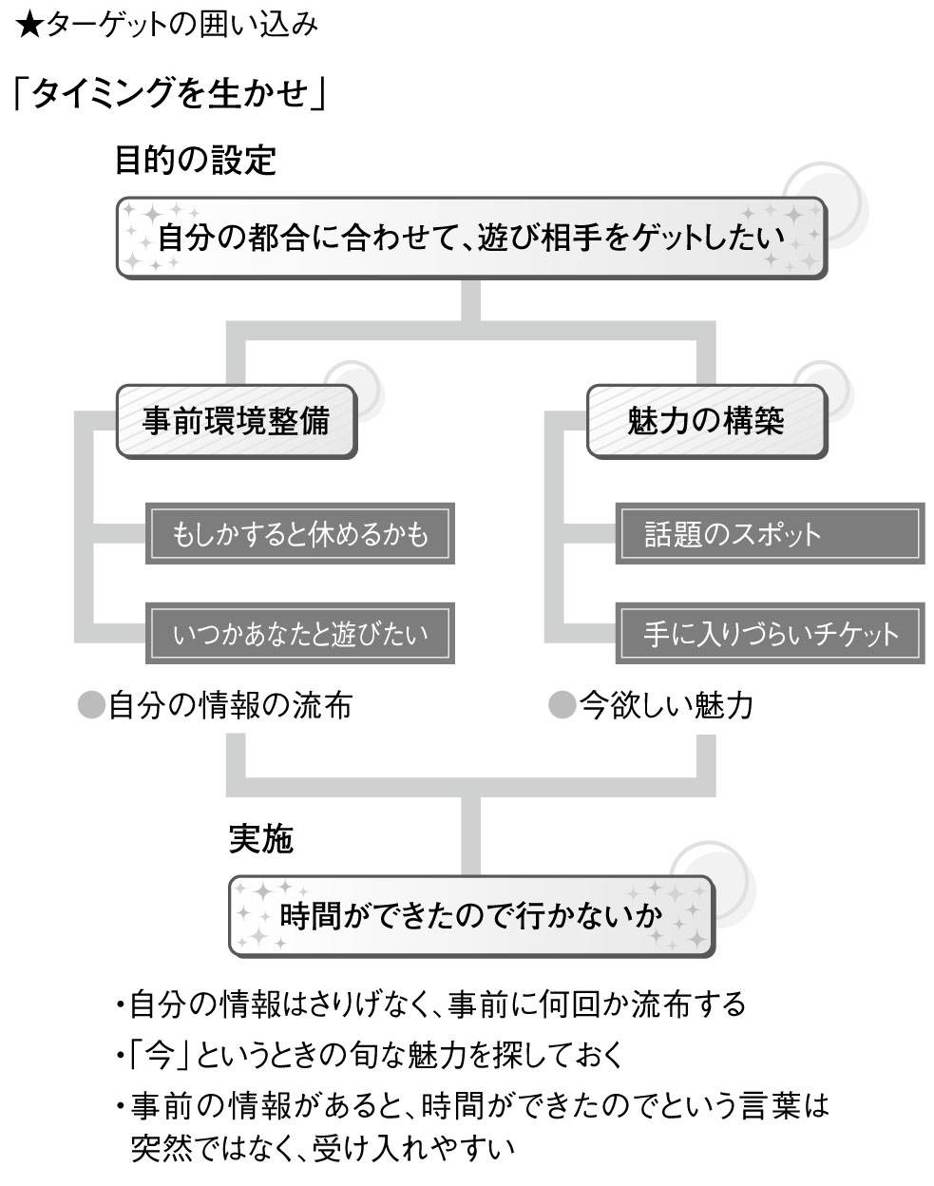 ★ターゲットの囲い込み
「タイミングを生かせ」
目的の設定
自分の都合に合わせて、遊び相手をゲットしたい
事前環境整備
もしかすると休めるかも
いつかあなたと遊びたい
●自分の情報の流布
魅力の構築
話題のスポット
手に入りづらいチケット
●今欲しい魅力
実施
時間ができたので行かないか
・自分の情報はさりげなく、事前に何回か流布する
・「今」というときの旬な魅力を探しておく
・事前の情報があると、時間ができたのでという言葉は
突然ではなく、受け入れやすい